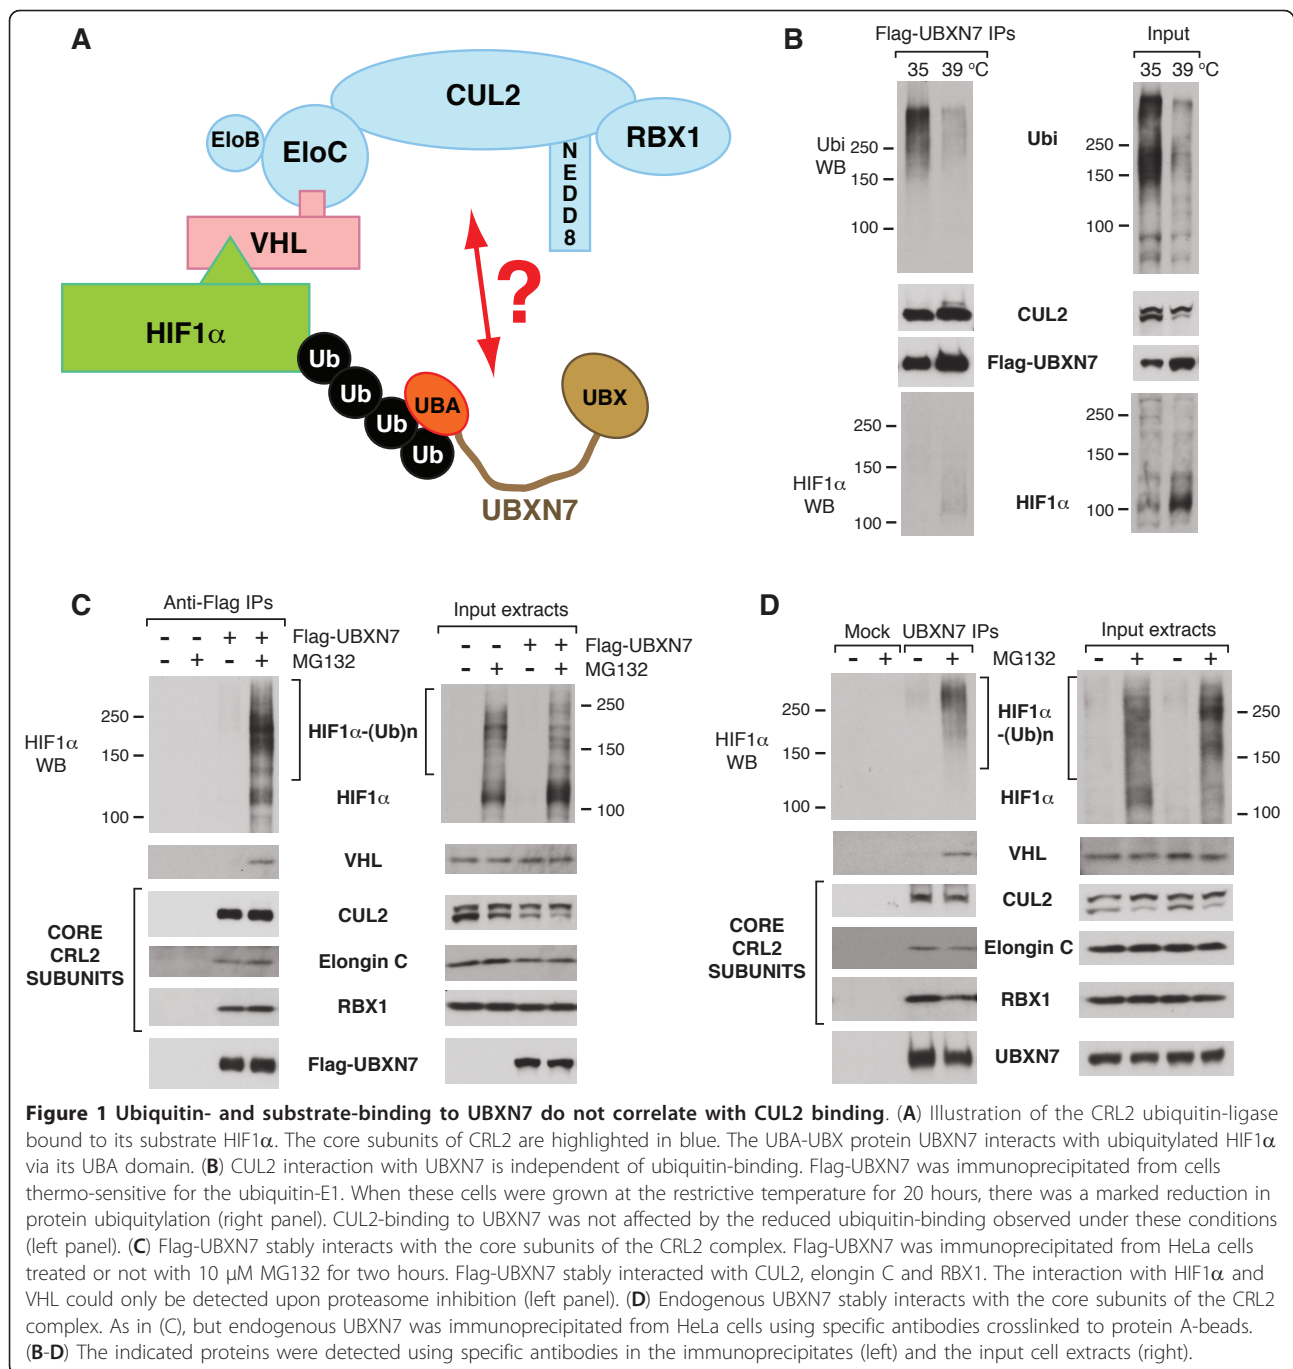 A
CUL2
EloB
EloC
RBX1
N
E
D
D
8
VHL
?
HIF1α
Ub
Ub
Ub
Ub
UBA
UBX
UBXN7
B
Flag-UBXN7 IPs Input
35 39 °C 35 39 °C
Ubi
WB
250
150
100
Ubi
250
150
100
CUL2
Flag-UBXN7
HIF1α
WB
250
150
100
HIF1α
250
150
100
C
Anti-Flag IPs Input extracts
- - + + Flag-UBXN7 - - + + Flag-UBXN7
- + - + MG132 - + - + MG132
HIF1α
WB
250
150
100
HIF1α-(Ub)n
HIF1α
250
150
100
VHL
CORE
CRL2
SUBUNITS
CUL2
Elongin C
RBX1
Flag-UBXN7
D
Mock UBXN7 IPs Input extracts
- + - + MG132 - + - +
HIF1α
WB
250
150
100
HIF1α
-(Ub)n
HIF1α
250
150
100
VHL
CORE
CRL2
SUBUNITS
CUL2
Elongin C
RBX1
UBXN7
Figure 1 Ubiquitin- and substrate-binding to UBXN7 do not correlate with CUL2 binding. (A) Illustration of the CRL2 ubiquitin-ligase
bound to its substrate HIF1α. The core subunits of CRL2 are highlighted in blue. The UBA-UBX protein UBXN7 interacts with ubiquitylated HIF1α
via its UBA domain. (B) CUL2 interaction with UBXN7 is independent of ubiquitin-binding. Flag-UBXN7 was immunoprecipitated from cells
thermo-sensitive for the ubiquitin-E1. When these cells were grown at the restrictive temperature for 20 hours, there was a marked reduction in
protein ubiquitylation (right panel). CUL2-binding to UBXN7 was not affected by the reduced ubiquitin-binding observed under these conditions
(left panel). (C) Flag-UBXN7 stably interacts with the core subunits of the CRL2 complex. Flag-UBXN7 was immunoprecipitated from HeLa cells
treated or not with 10 μM MG132 for two hours. Flag-UBXN7 stably interacted with CUL2, elongin C and RBX1. The interaction with HIF1α and
VHL could only be detected upon proteasome inhibition (left panel). (D) Endogenous UBXN7 stably interacts with the core subunits of the CRL2
complex. As in (C), but endogenous UBXN7 was immunoprecipitated from HeLa cells using specific antibodies crosslinked to protein A-beads.
(B-D) The indicated proteins were detected using specific antibodies in the immunoprecipitates (left) and the input cell extracts (right).